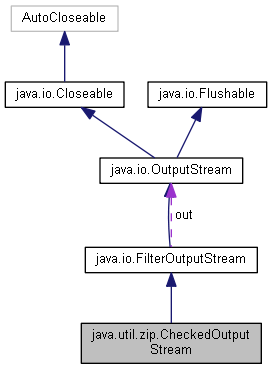 AutoCloseable
java.io.Closeable
java.io.Flushable
java.io.OutputStream
out
java.io.FilterOutputStream
java.util.zip.CheckedOutput
Stream